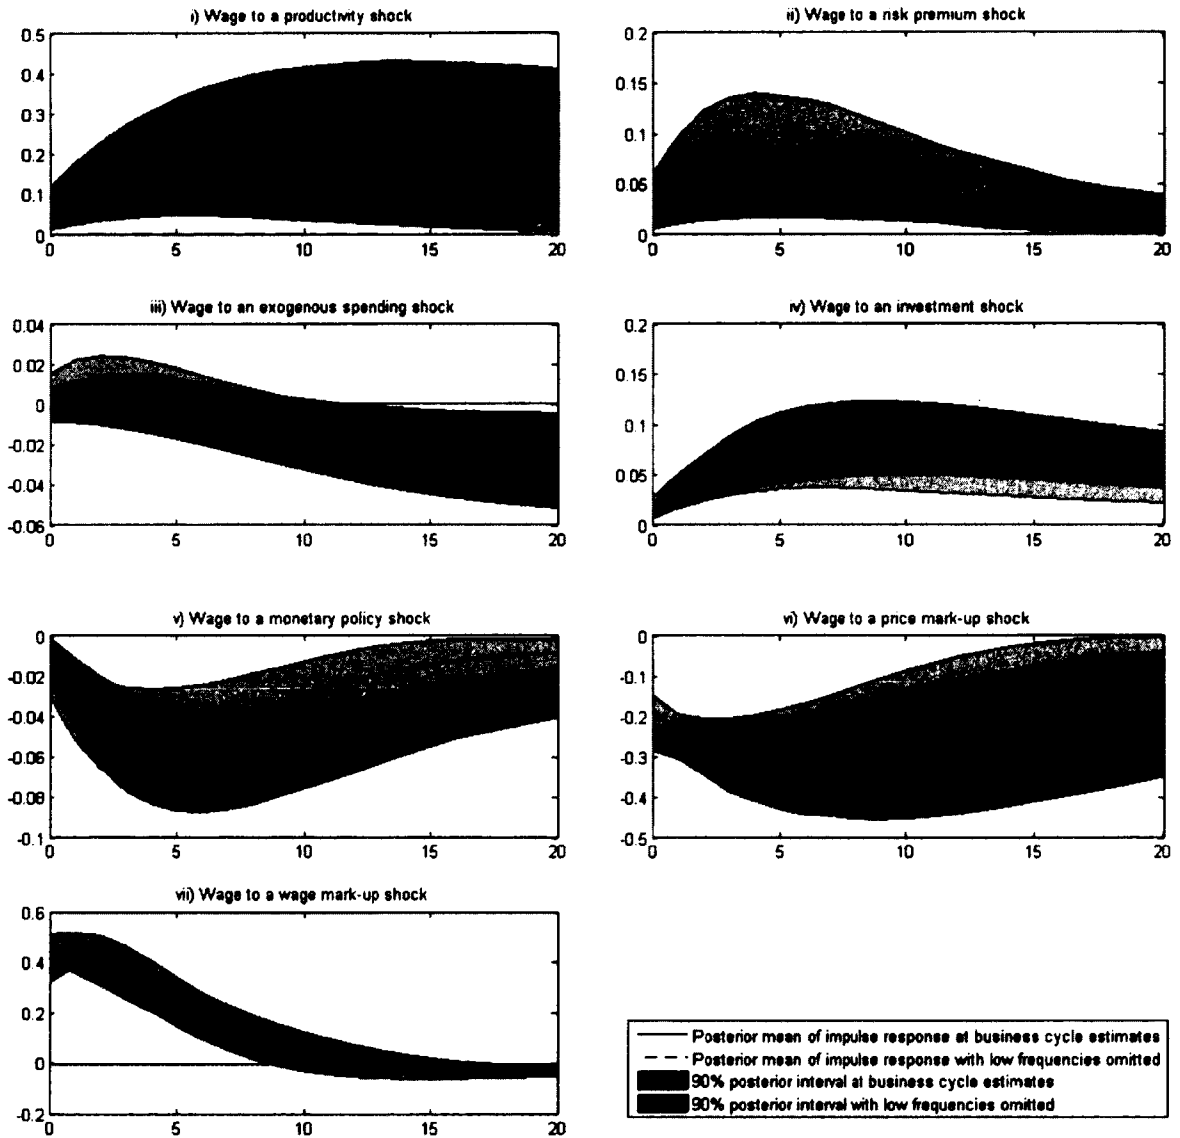 i) Wage to a productivity shock
0.5
0.4
0.3
0.2
0.1
0
0 5 10 15 20
ii) Wage to a risk premium shock
0.2
0.15
0.1
0.05
0
0 5 10 15 20
iii) Wage to an exogenous spending shock
0.04
0.02
0
-0.02
-0.04
-0.06
0 5 10 15 20
iv) Wage to an investment shock
0.2
0.15
0.1
0.05
0
0 5 10 15 20
v) Wage to a monetary policy shock
0
-0.02
-0.04
-0.06
-0.08
-0.1
0 5 10 15 20
vi) Wage to a price mark-up shock
0
-0.1
-0.2
-0.3
-0.4
-0.5
0 5 10 15 20
vii) Wage to a wage mark-up shock
0.6
0.4
0.2
0
-0.2
0 5 10 15 20
Posterior mean of impulse response at business cycle estimates
Posterior mean of impulse response with low frequencies omitted
90% posterior interval at business cycle estimates
90% posterior interval with low frequencies omitted